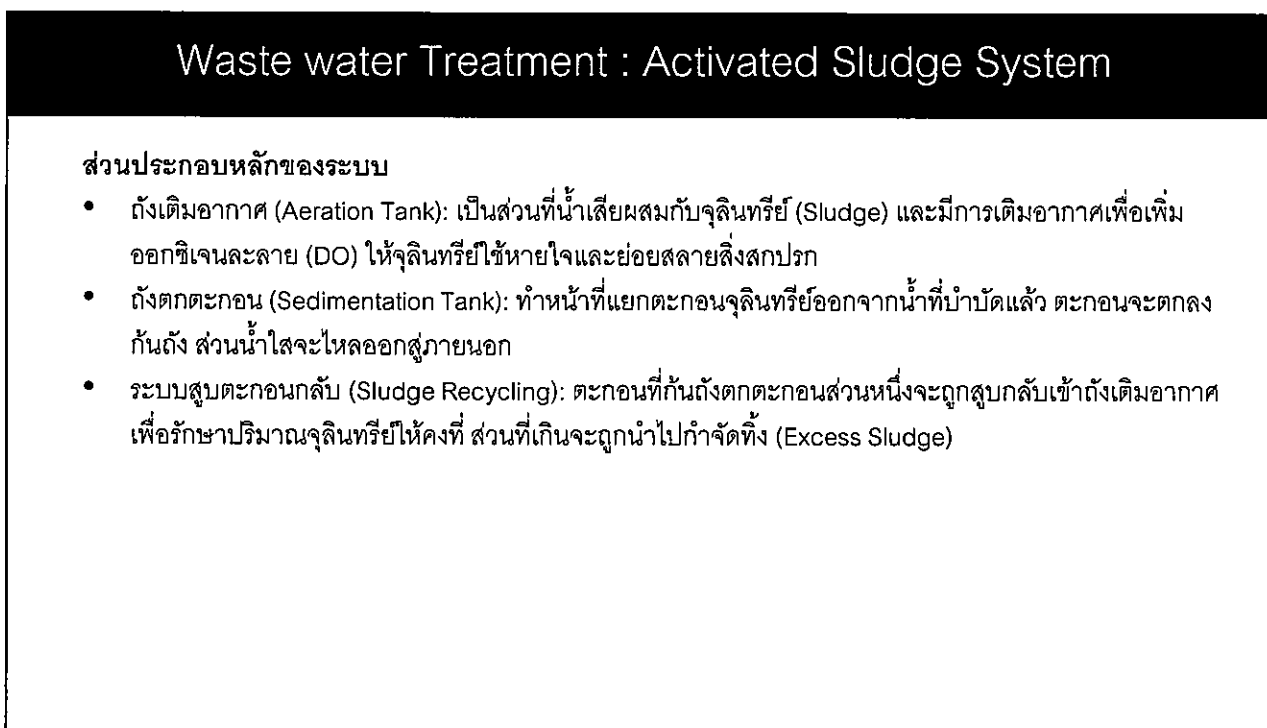 Waste water Treatment : Activated Sludge System
ส่วนประกอบหลักของระบบ
• ถังเติมอากาศ (Aeration Tank): เป็นส่วนที่น้ำเสียผสมกับจุลินทรีย์ (Sludge) และมีการเติมอากาศเพื่อเพิ่ม
ออกซิเจนละลาย (DO) ให้จุลินทรีย์ใช้หายใจและย่อยสลายสิ่งสกปรก
• ถังตกตะกอน (Sedimentation Tank): ทำหน้าที่แยกตะกอนจุลินทรีย์ออกจากน้ำที่บำบัดแล้ว ตะกอนจะตกลง
ก้นถัง ส่วนน้ำใสจะไหลออกสู่ภายนอก
• ระบบสูบตะกอนกลับ (Sludge Recycling): ตะกอนที่ก้นถังตกตะกอนส่วนหนึ่งจะถูกสูบกลับเข้าถังเติมอากาศ
เพื่อรักษาปริมาณจุลินทรีย์ให้คงที่ ส่วนที่เกินจะถูกนำไปกำจัดทิ้ง (Excess Sludge)